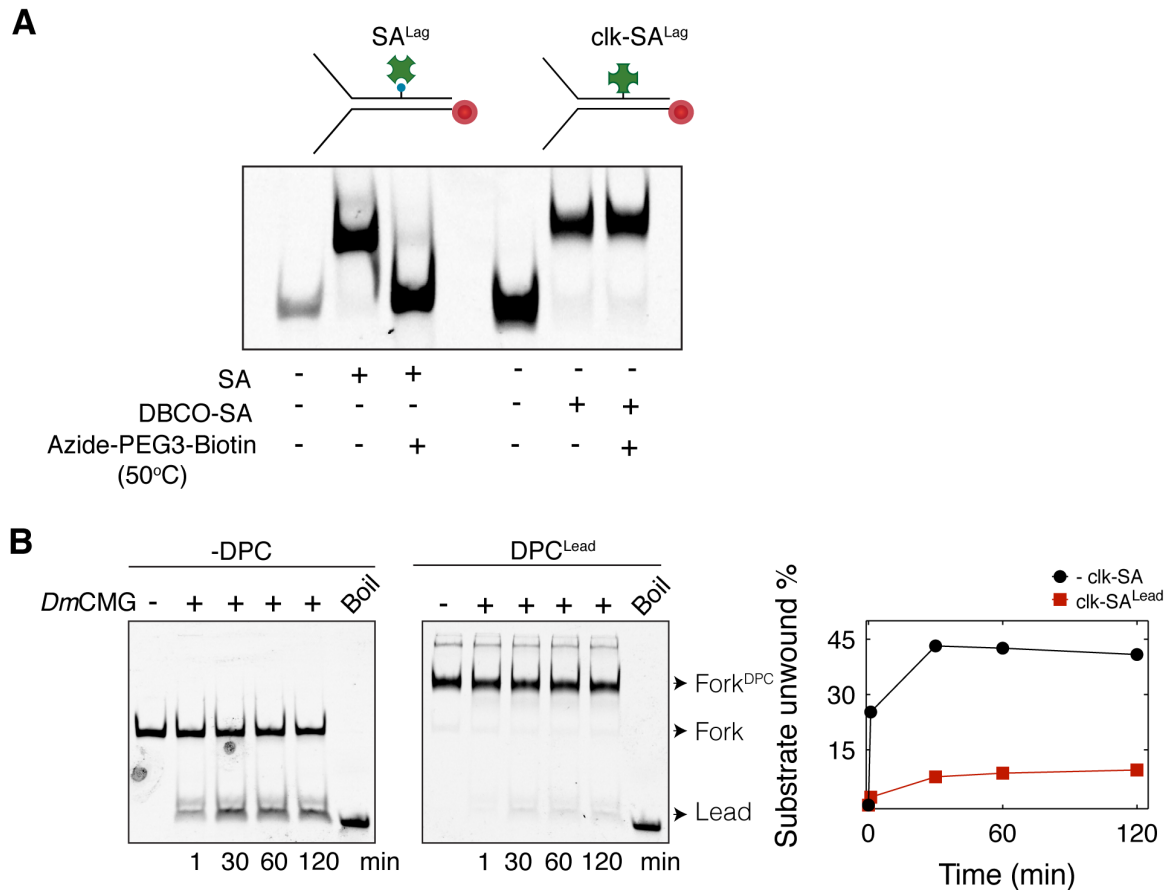 A
SA^Lag clk-SA^Lag
SA - + + - - -
DBCO-SA - - - - + +
Azide-PEG3-Biotin - - + - - +
(50°C)
B
-DPC DPC^Lead
DmCMG - + + + + Boil - + + + + Boil
Fork^DPC
Fork
Lead
1 30 60 120 min 1 30 60 120 min
- clk-SA
clk-SA^Lead
Substrate unwound %
45
30
15
0 60 120
Time (min)